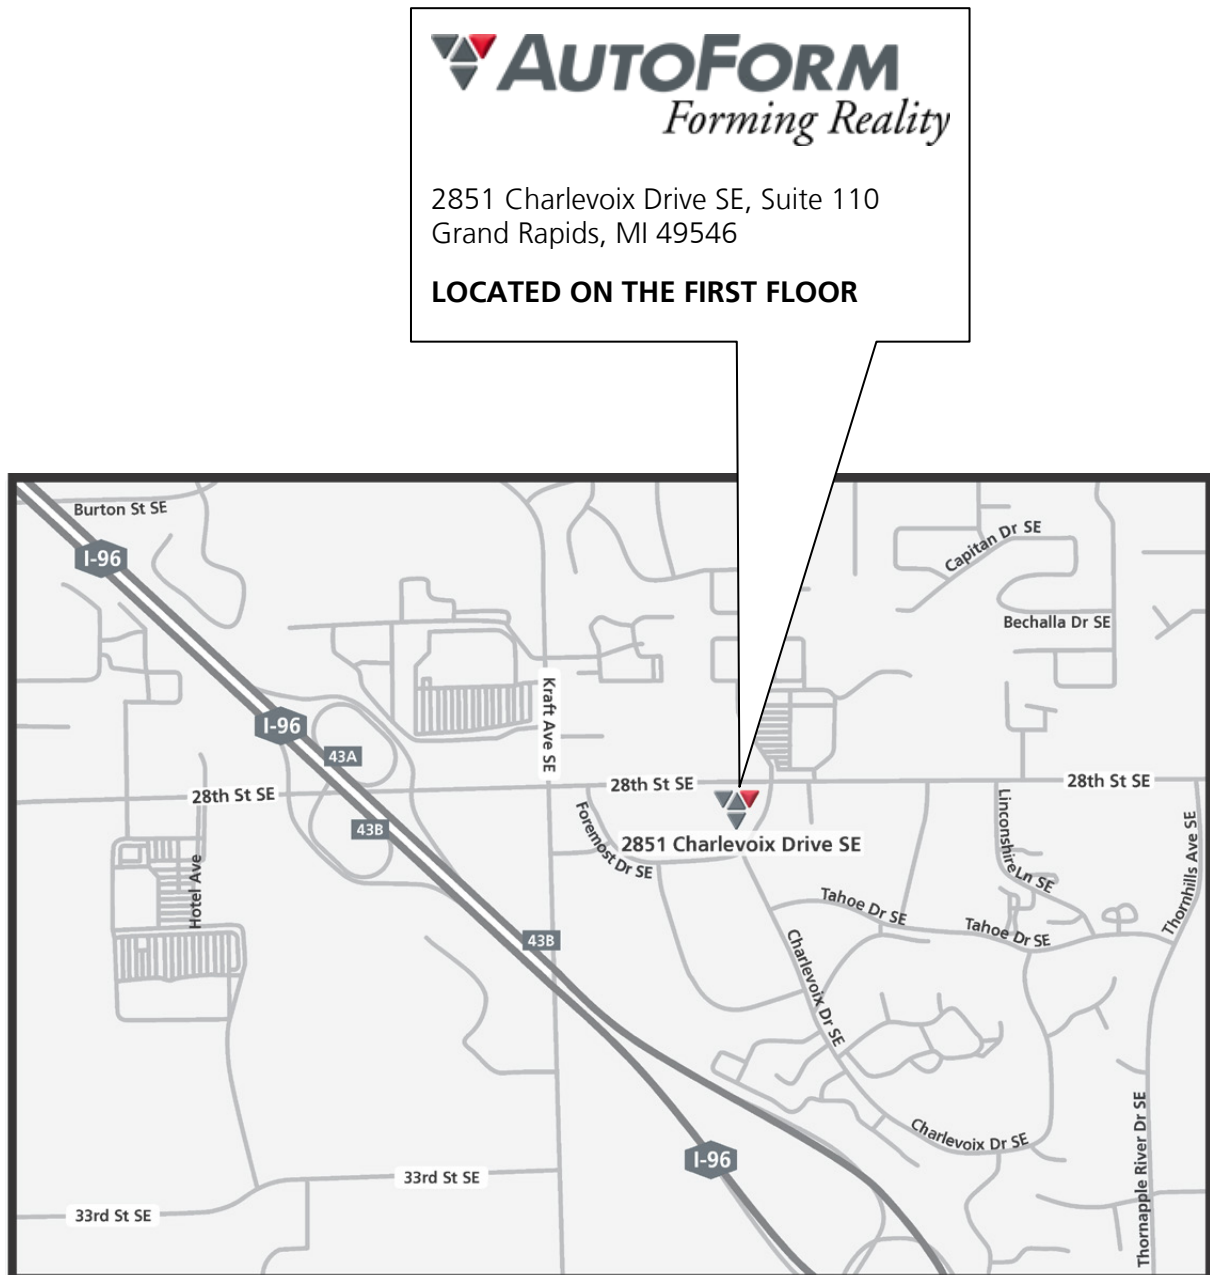 AUTOFORM
Forming Reality
2851 Charlevoix Drive SE, Suite 110
Grand Rapids, MI 49546
LOCATED ON THE FIRST FLOOR
Burton St SE
I-96
Capitan Dr SE
Bechalla Dr SE
Kraft Ave SE
I-96
43A
28th St SE
28th St SE
28th St SE
43B
Foremost Dr SE
2851 Charlevoix Drive SE
Linconshire Ln SE
Thornhills Ave SE
Hotel Ave
Tahoe Dr SE
Tahoe Dr SE
43B
Charlevoix Dr SE
Charlevoix Dr SE
I-96
33rd St SE
33rd St SE
Thornapple River Dr SE